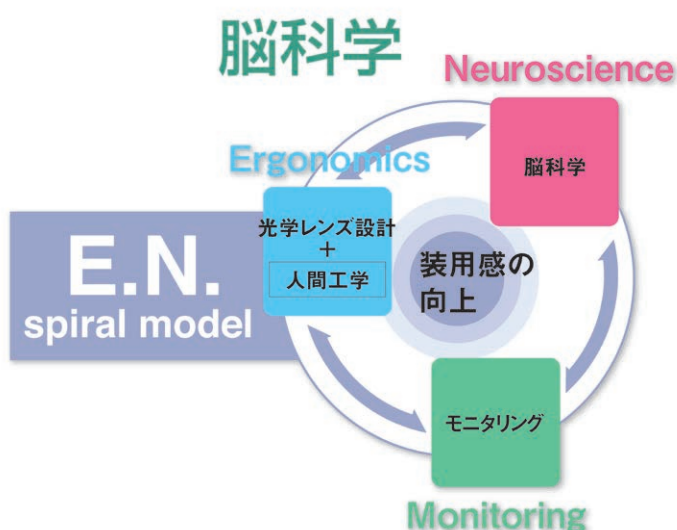 脳科学
Neuroscience
脳科学
Ergonomics
光学レンズ設計
+
人間工学
E.N.
spiral model
装用感の
向上
モニタリング
Monitoring